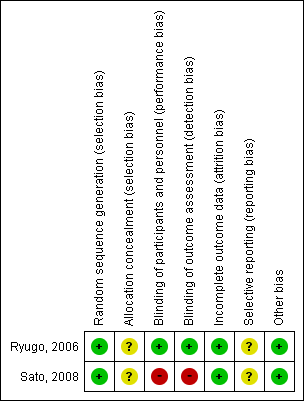 Random sequence generation (selection bias)
Allocation concealment (selection bias)
Blinding of participants and personnel (performance bias)
Blinding of outcome assessment (detection bias)
Incomplete outcome data (attrition bias)
Selective reporting (reporting bias)
Other bias
Ryugo, 2006 + ? + + + ? +
Sato, 2008 + ? - - + ? +